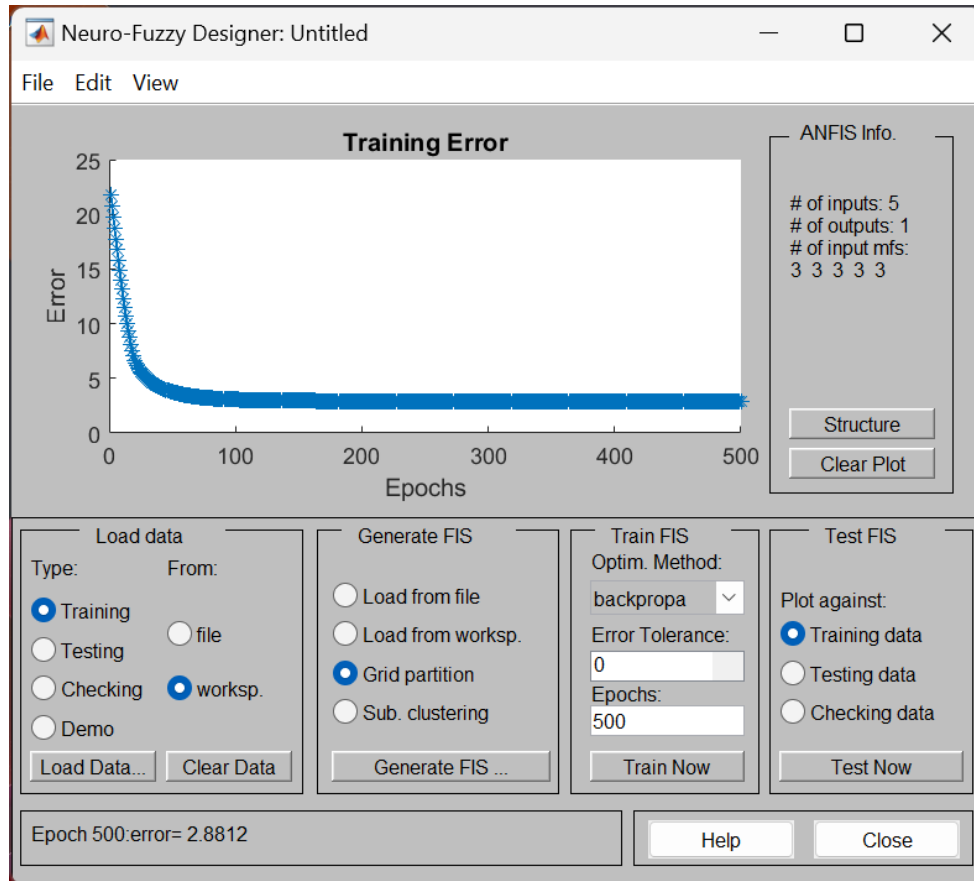 Neuro-Fuzzy Designer: Untitled
File Edit View
Training Error
25
20
15
10
5
0
Error
0 100 200 300 400 500
Epochs
ANFIS Info.
# of inputs: 5
# of outputs: 1
# of input mfs:
3 3 3 3 3
Structure
Clear Plot
Load data
Type: From:
Training
file
Testing
Checking
worksp.
Demo
Load Data... Clear Data
Generate FIS
Load from file
Load from worksp.
Grid partition
Sub. clustering
Generate FIS ...
Train FIS
Optim. Method:
backpropa
Error Tolerance:
0
Epochs:
500
Train Now
Test FIS
Plot against:
Training data
Testing data
Checking data
Test Now
Epoch 500:error= 2.8812
Help Close